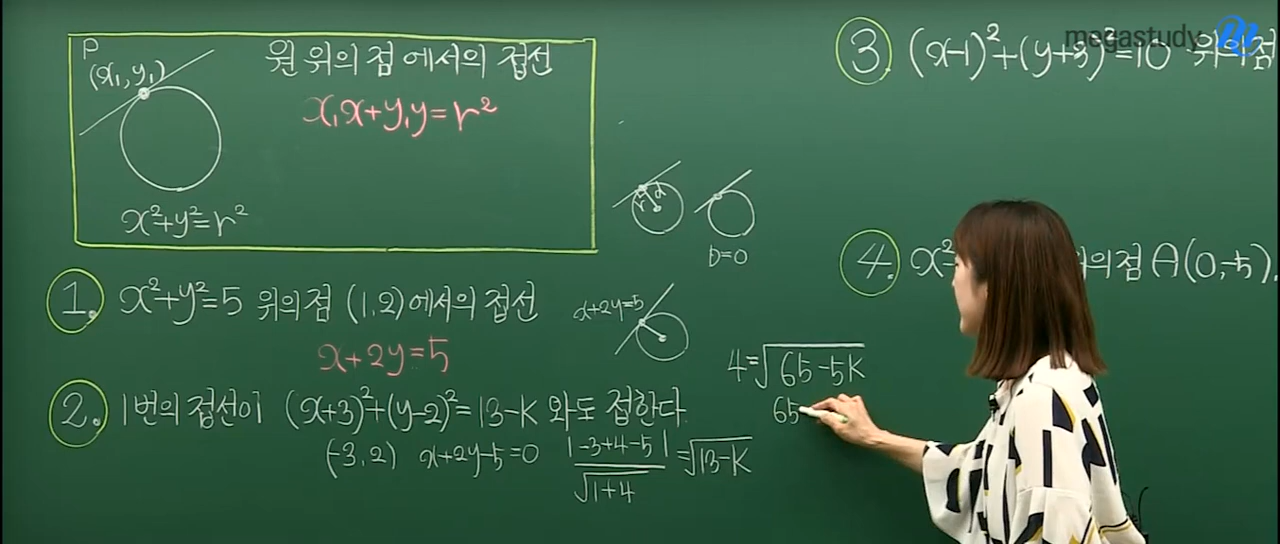 P
(x₁, y₁)
원 위의 점에서의 접선
x₁x+y₁y=r²
x²+y²=r²
r
d
D=0
1. x²+y²=5 위의점 (1,2)에서의 접선
x+2y=5
x+2y=5
2. 1번의 접선이 (x+3)²+(y-2)²=13-k 와도 접한다.
(-3,2) x+2y-5=0 |-3+4-5|/√(1+4) =√(13-k)
4=√(65-5k)
65-
3. (x-1)²+(y+3)²=10 위의점
megastudy
4. x² 의점 A(0,-5).